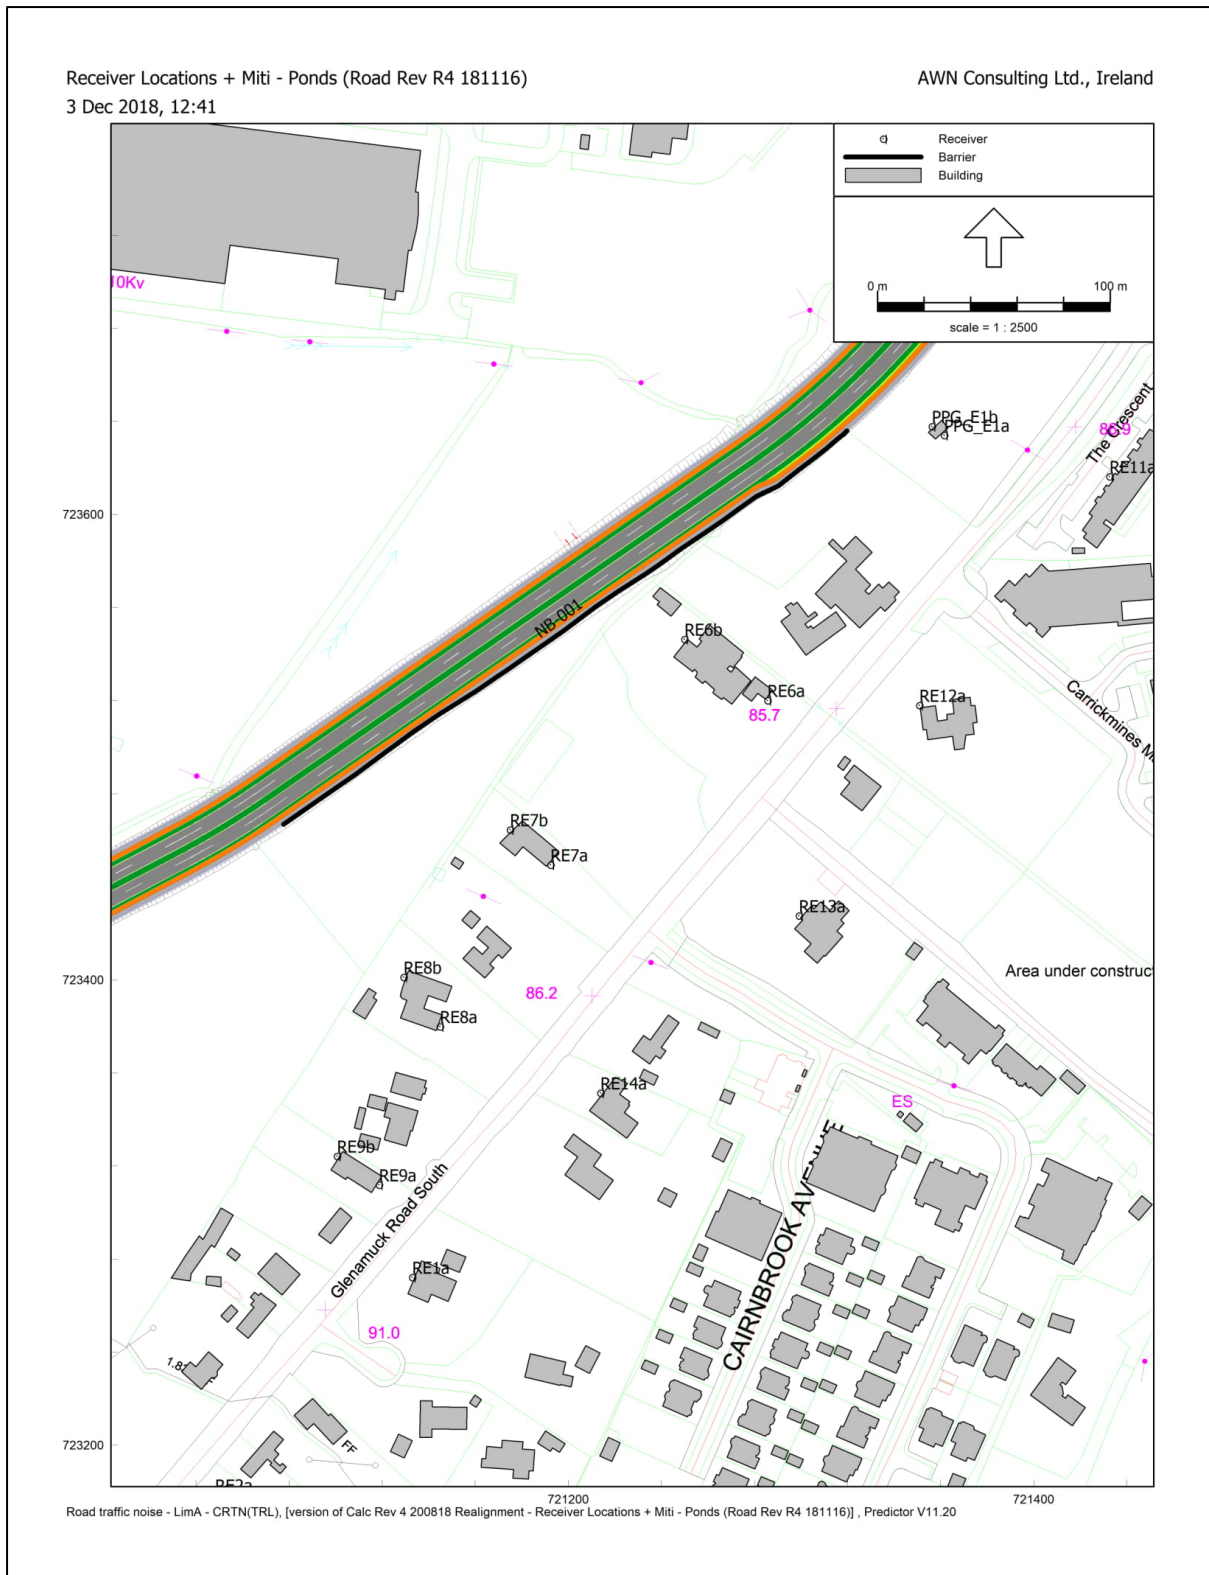 Receiver Locations + Miti - Ponds (Road Rev R4 181116)
AWN Consulting Ltd., Ireland
3 Dec 2018, 12:41
Receiver
Barrier
Building
0 m
100 m
scale = 1 : 2500
10Kv
PPG_E1b
PPG_E1a
86.9
The Crescent
RE11a
723600
NB-001
RE6b
RE6a
85.7
RE12a
Carrickmines M
RE7b
RE7a
RE13a
Area under construc
723400
RE8b
86.2
RE8a
RE14a
ES
RE9b
RE9a
Glenamuck Road South
CAIRNBROOK AVENUE
RE1a
91.0
1.8
FF
RE2a
723200
721200
721400
Road traffic noise - LimA - CRTN(TRL), [version of Calc Rev 4 200818 Realignment - Receiver Locations + Miti - Ponds (Road Rev R4 181116)] , Predictor V11.20